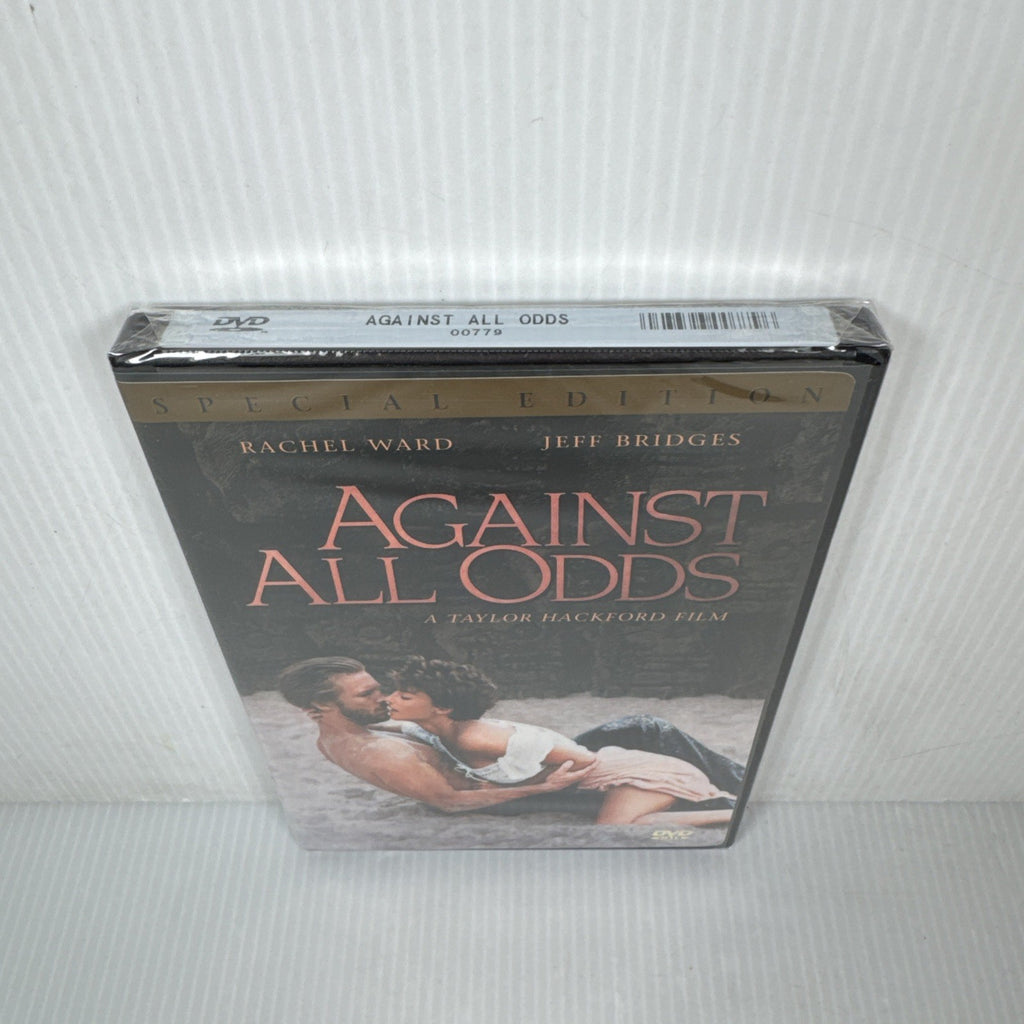 DVD
AGAINST ALL ODDS
00779
SPECIAL EDITION
RACHEL WARD JEFF BRIDGES
AGAINST
ALL ODDS
A TAYLOR HACKFORD FILM
DVD